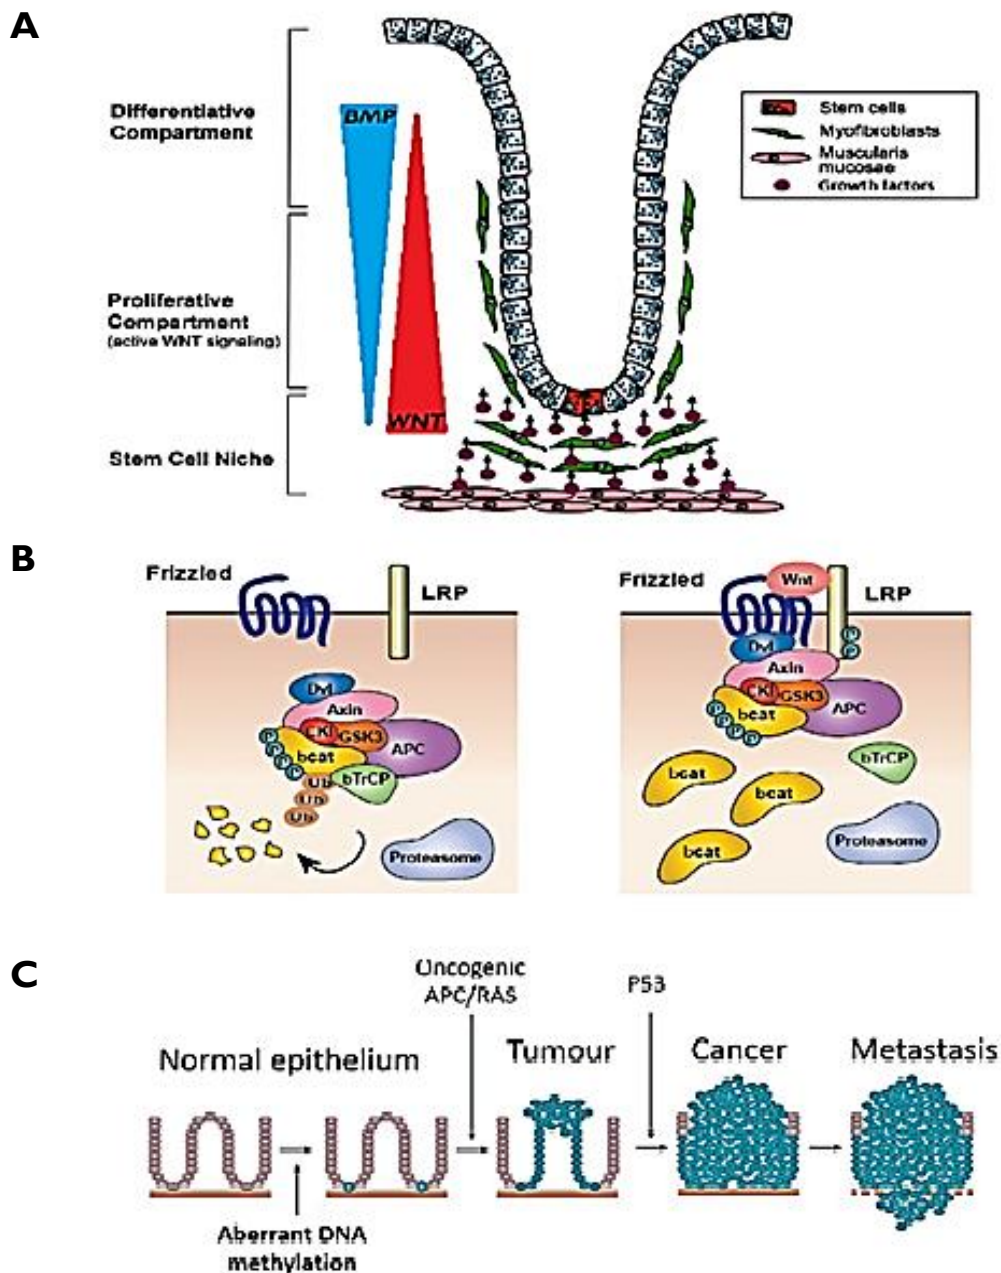 A
Differentiative
Compartment
BMP
Stem cells
Myofibroblasts
Muscularis
mucosae
Growth factors
Proliferative
Compartment
(active WNT signaling)
WNT
Stem Cell Niche
B
Frizzled
LRP
Dvl
Axin
CKI
GSK3
bcat
APC
P
P
P
P
Ub
Ub
Ub
bTrCP
Proteasome
Frizzled
Wnt
LRP
P
P
Dvl
Axin
CKI
GSK3
bcat
APC
P
P
P
P
bTrCP
bcat
bcat
bcat
Proteasome
C
Oncogenic
APC/RAS
P53
Normal epithelium
Tumour
Cancer
Metastasis
Aberrant DNA
methylation